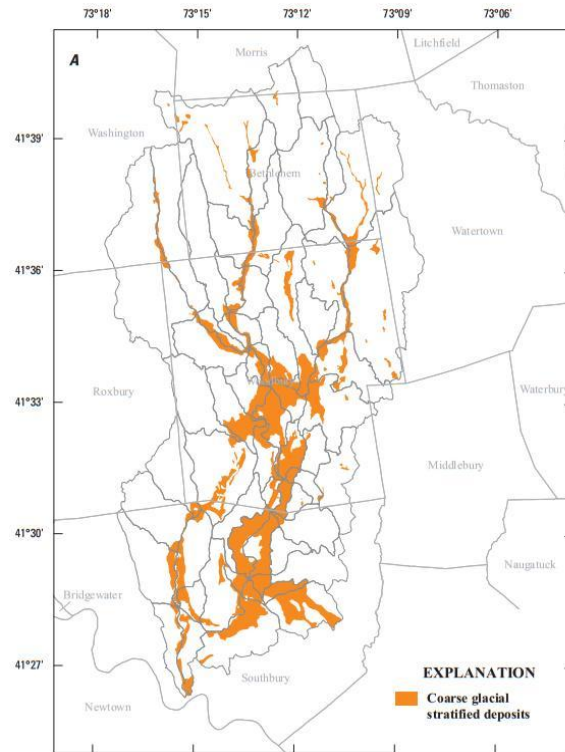 73°18' 73°15' 73°12' 73°09' 73°06'
A
Morris
Litchfield
Thomaston
41°39'
Washington
Bethlehem
Watertown
41°36'
Roxbury
Waterbury
41°33'
Middlebury
41°30'
Naugatuck
Bridgewater
41°27'
Southbury
Newtown
EXPLANATION
Coarse glacial
stratified deposits